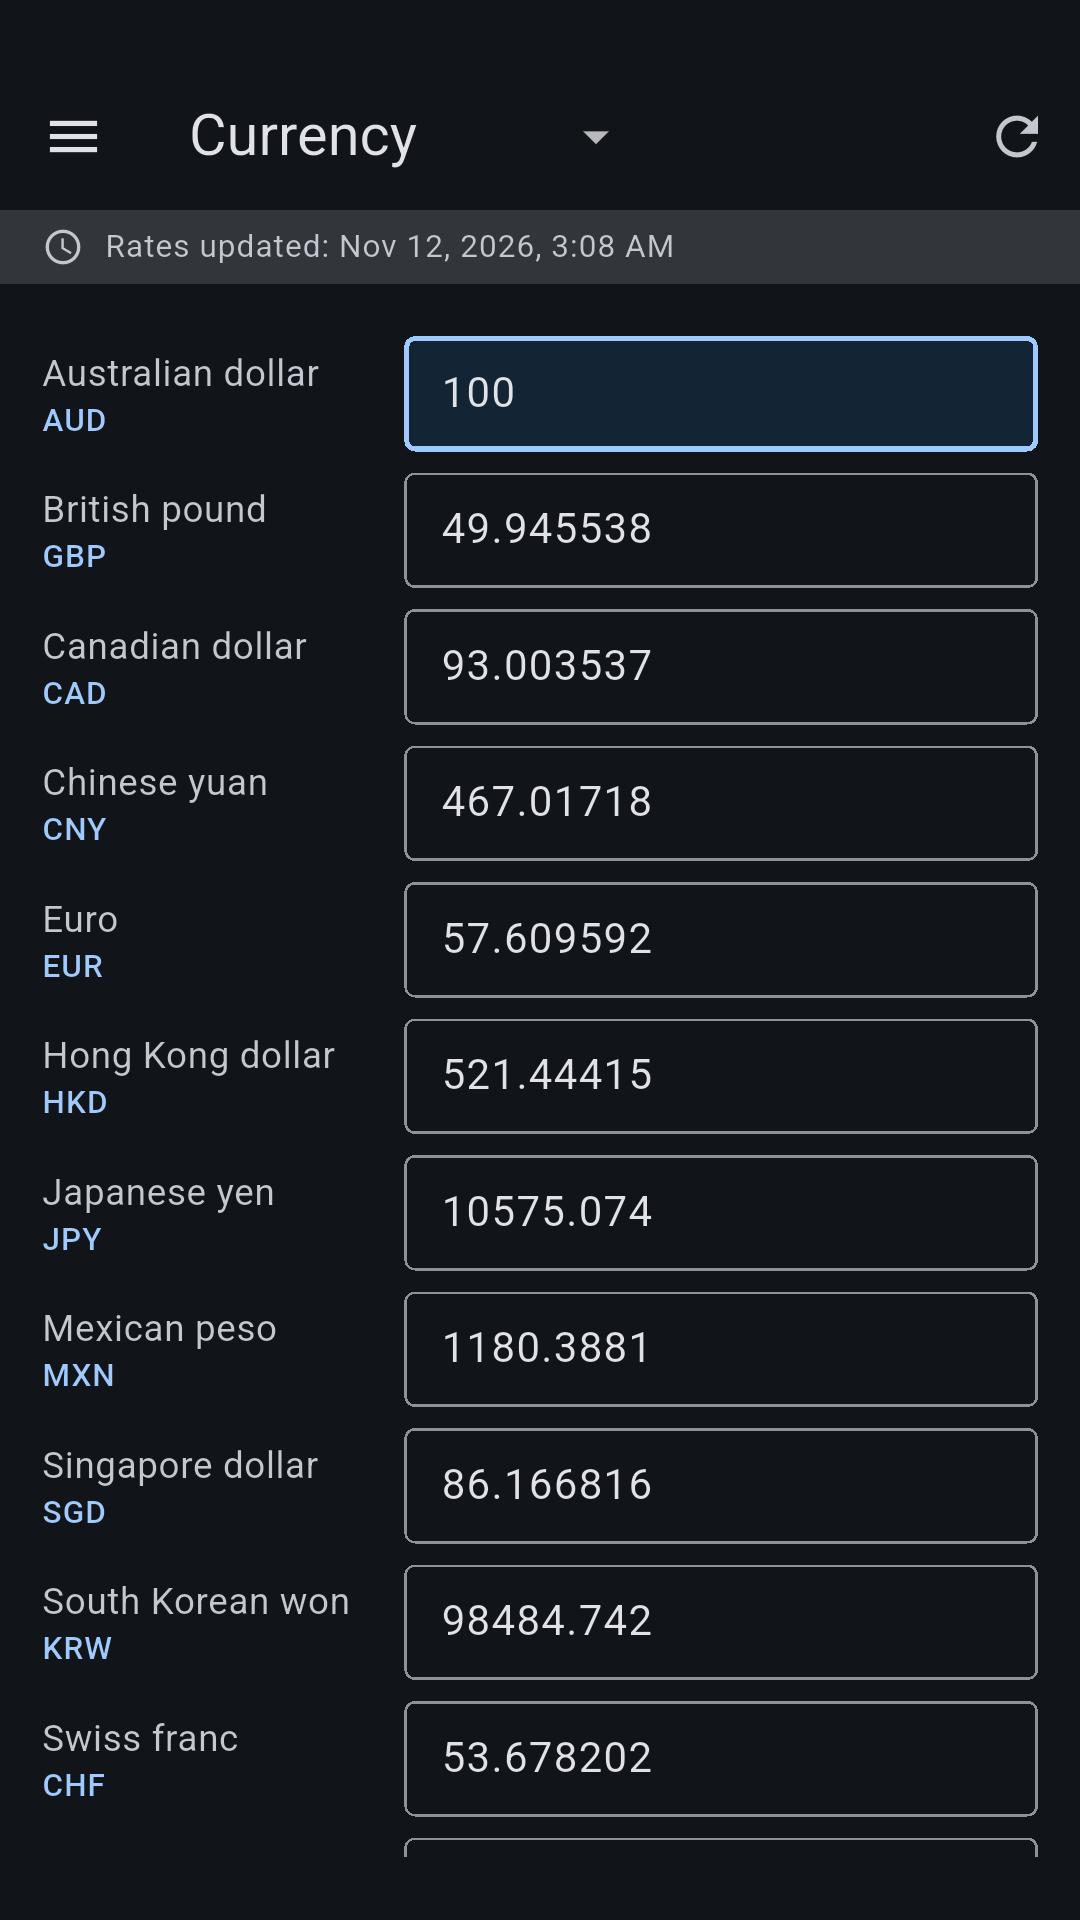 Currency
Rates updated: Nov 12, 2026, 3:08 AM
Australian dollar
AUD
100
British pound
GBP
49.945538
Canadian dollar
CAD
93.003537
Chinese yuan
CNY
467.01718
Euro
EUR
57.609592
Hong Kong dollar
HKD
521.44415
Japanese yen
JPY
10575.074
Mexican peso
MXN
1180.3881
Singapore dollar
SGD
86.166816
South Korean won
KRW
98484.742
Swiss franc
CHF
53.678202